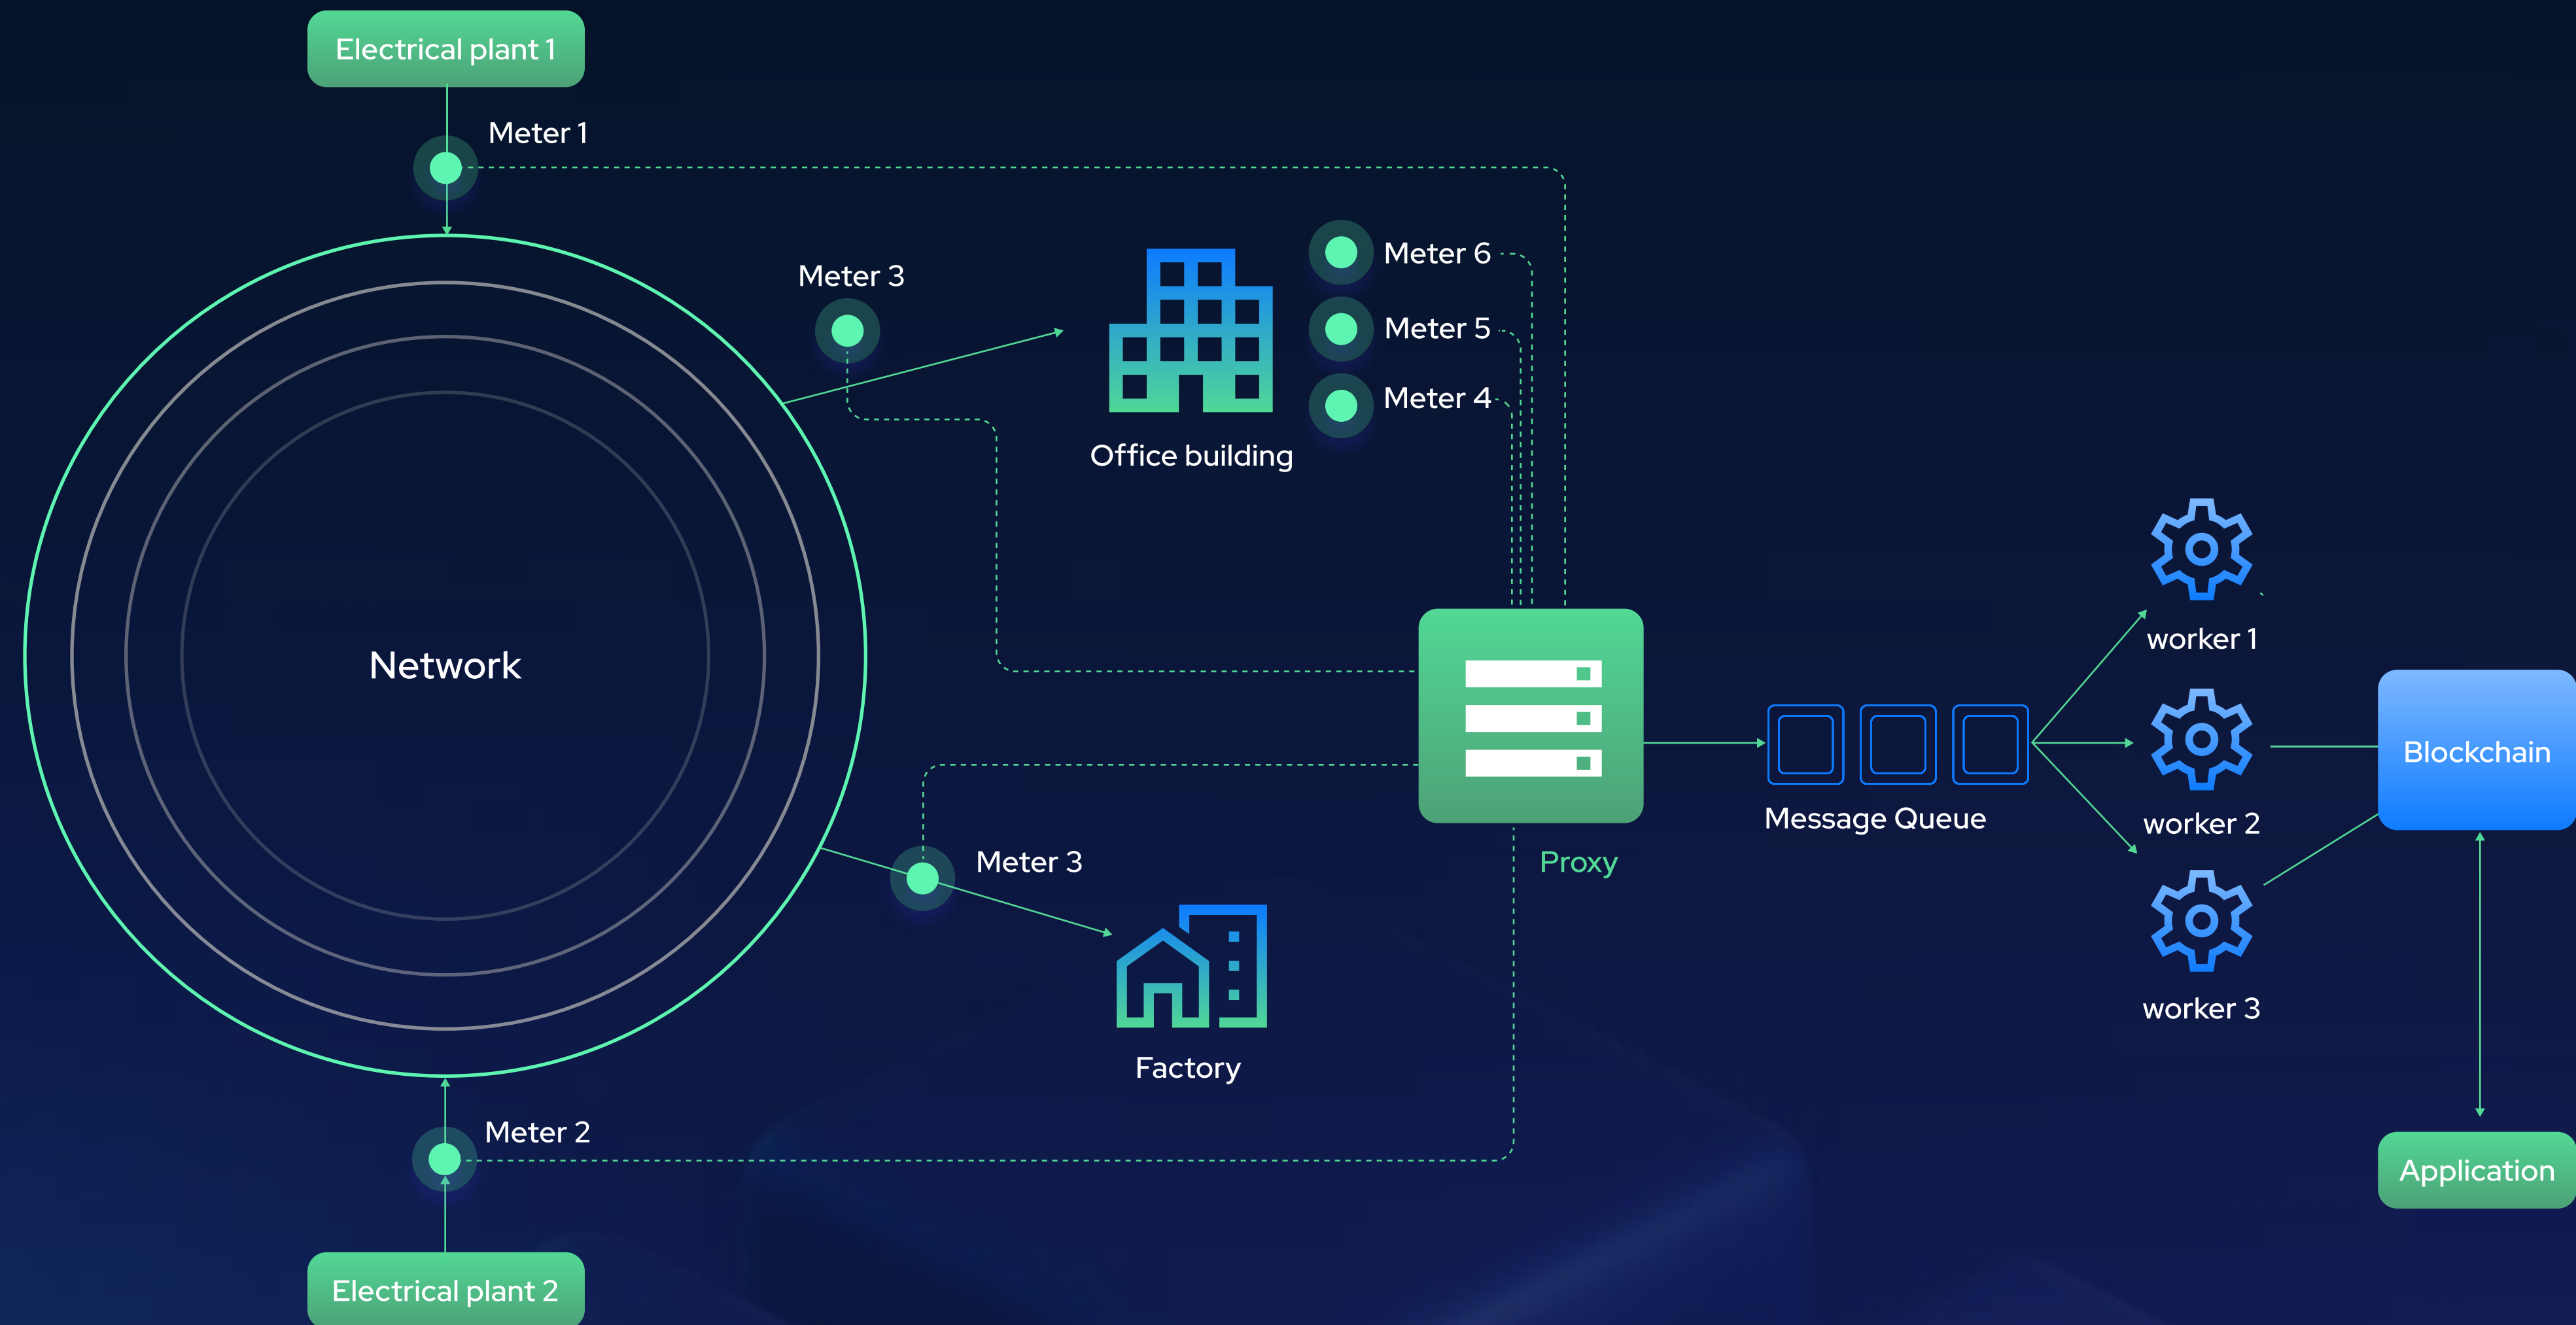 Electrical plant 1
Meter 1
Meter 6
Meter 3
Meter 5
Meter 4
Office building
worker 1
Network
Blockchain
Message Queue
worker 2
Meter 3
Proxy
worker 3
Factory
Meter 2
Application
Electrical plant 2